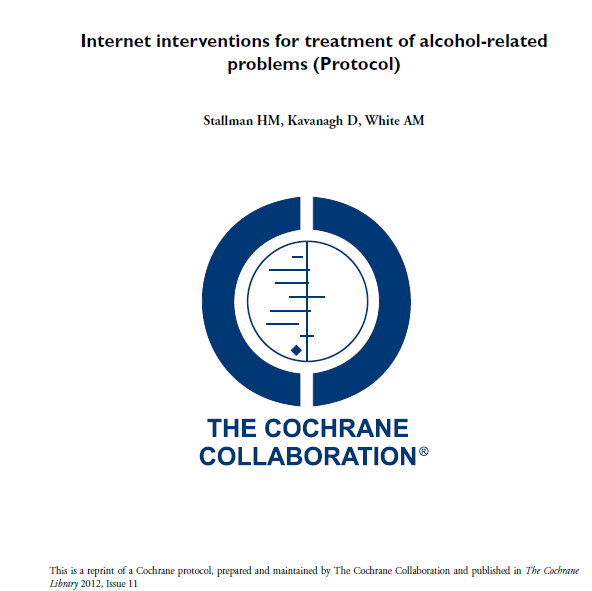 Internet interventions for treatment of alcohol-related
problems (Protocol)
Stallman HM, Kavanagh D, White AM
THE COCHRANE
COLLABORATION®
This is a reprint of a Cochrane protocol, prepared and maintained by The Cochrane Collaboration and published in The Cochrane
Library 2012, Issue 11